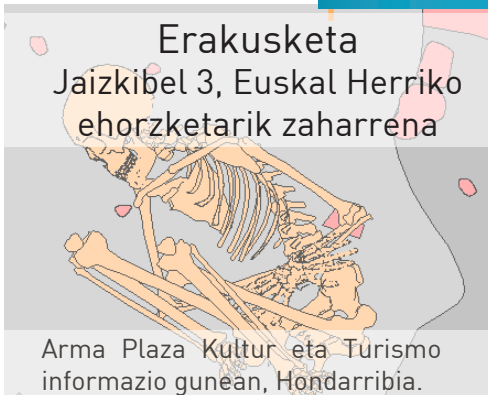 Erakusketa
Jaizkibel 3, Euskal Herriko
ehorzketarik zaharrena
Arma Plaza Kultur eta Turismo
informazio gunean, Hondarribia.